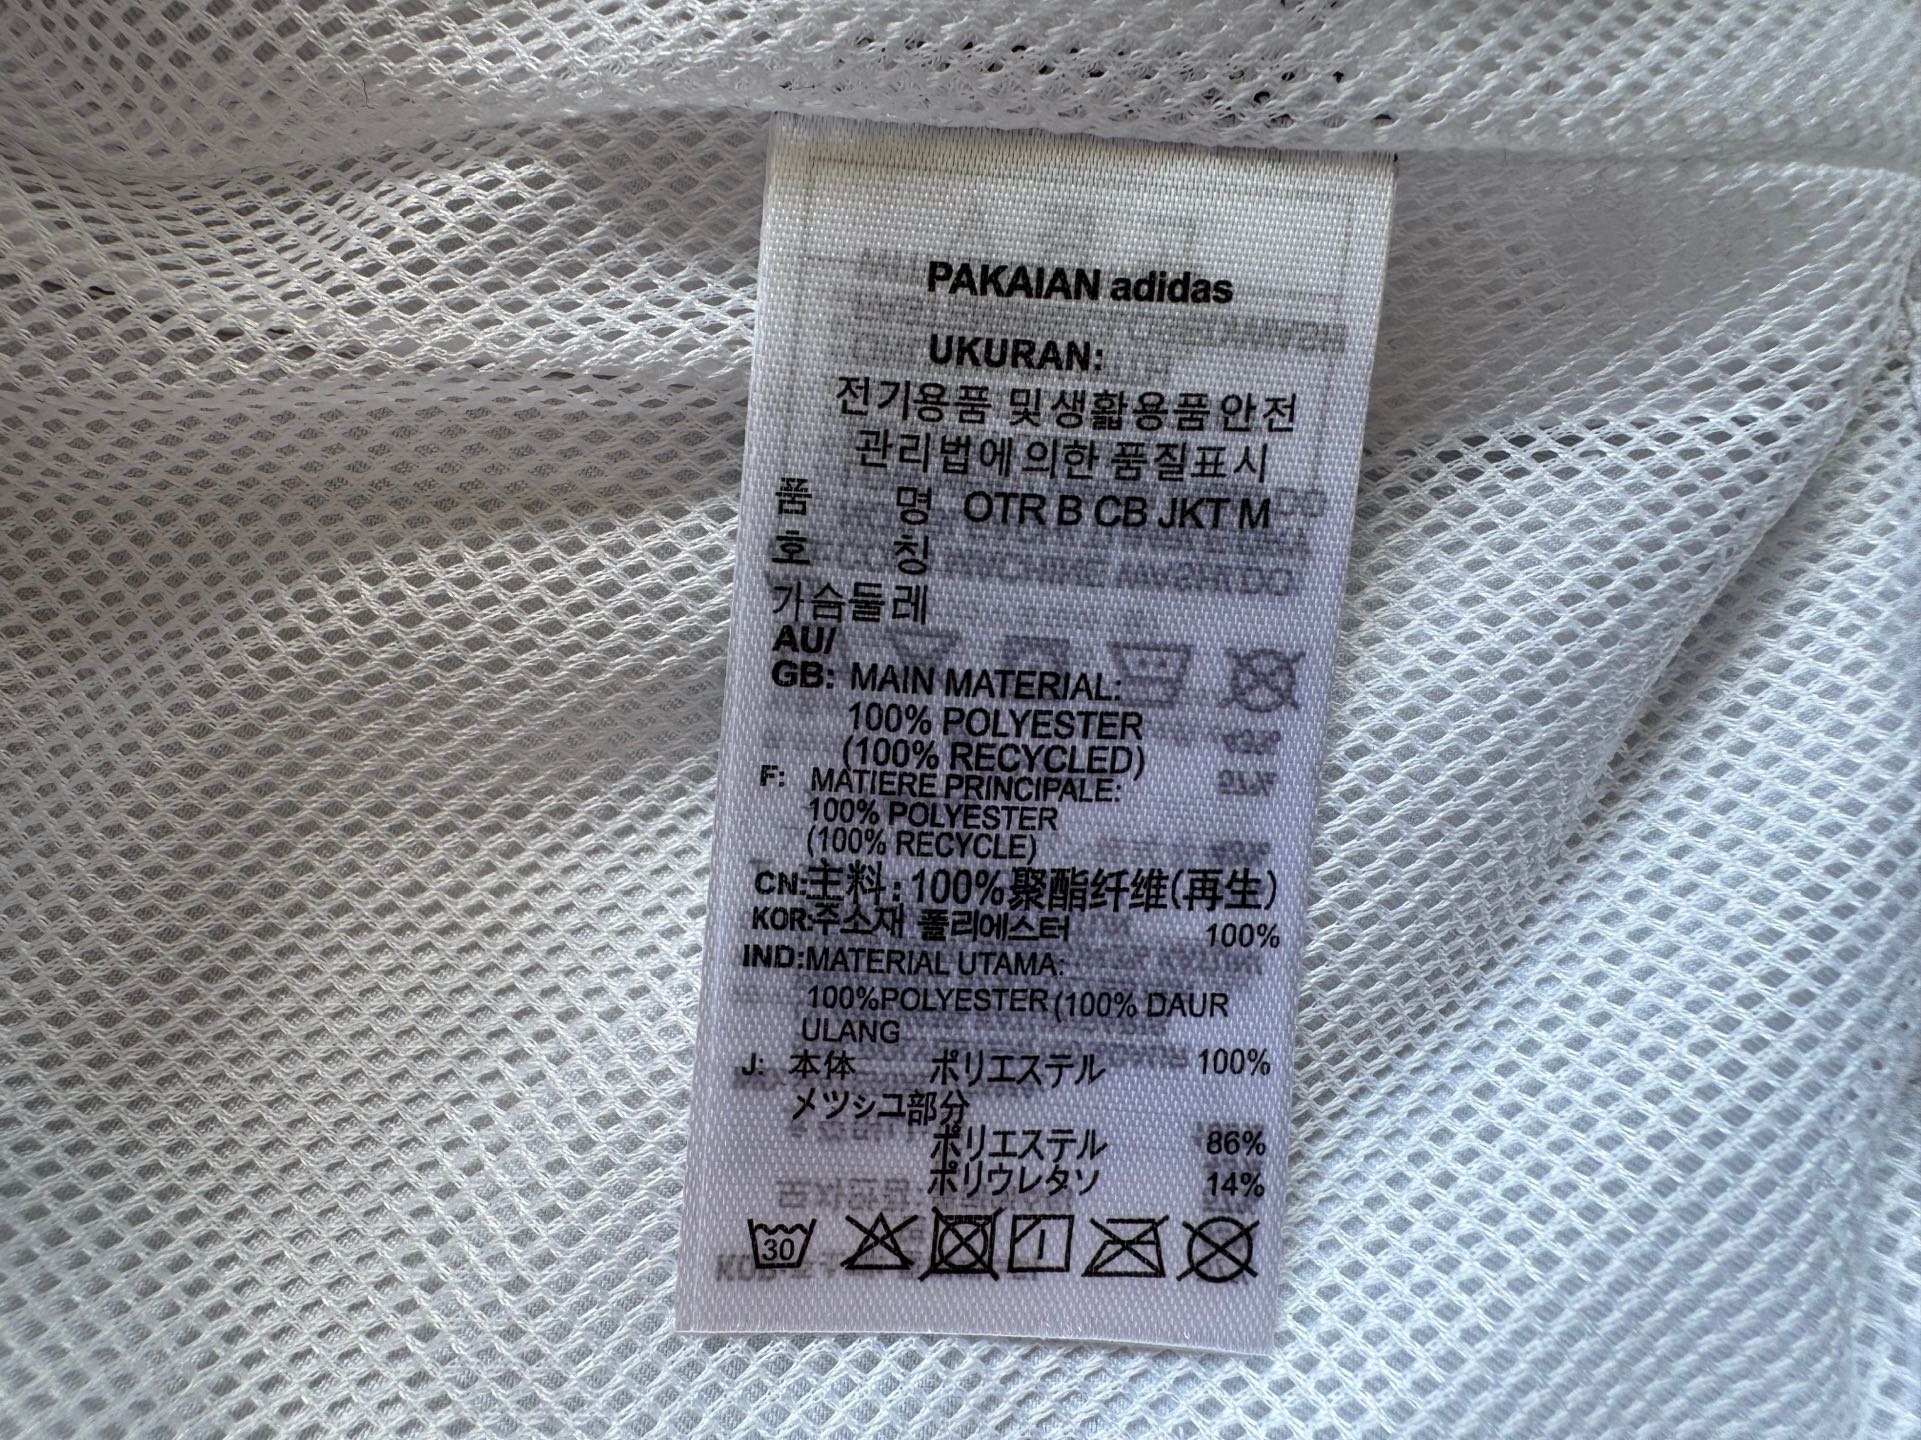 PAKAIAN adidas
UKURAN:
전기용품 및 생활용품 안전
관리법에 의한 품질표시
품 명 OTR B CB JKT M
호 칭
가슴둘레
AU/
GB: MAIN MATERIAL:
100% POLYESTER
(100% RECYCLED)
F: MATIERE PRINCIPALE:
100% POLYESTER
(100% RECYCLE)
CN:主料: 100%聚酯纤维(再生)
KOR:주소재 폴리에스터 100%
IND:MATERIAL UTAMA:
100%POLYESTER(100% DAUR
ULANG
J: 本体 ポリエステル 100%
メツシユ部分
ポリエステル 86%
ポリウレタン 14%
30